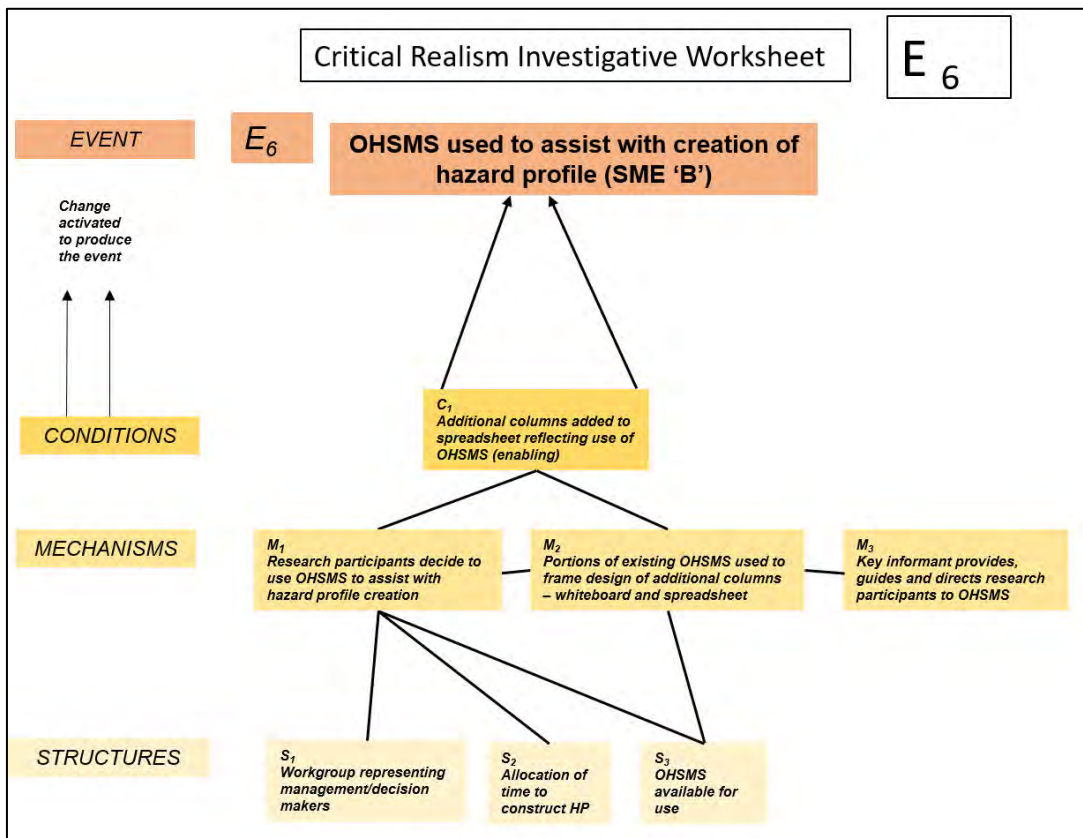 Critical Realism Investigative Worksheet
E 6
EVENT
E6
OHSMS used to assist with creation of
hazard profile (SME ‘B’)
Change
activated
to produce
the event
CONDITIONS
C1
Additional columns added to
spreadsheet reflecting use of
OHSMS (enabling)
MECHANISMS
M1
Research participants decide to
use OHSMS to assist with
hazard profile creation
M2
Portions of existing OHSMS used to
frame design of additional columns
– whiteboard and spreadsheet
M3
Key informant provides,
guides and directs research
participants to OHSMS
STRUCTURES
S1
Workgroup representing
management/decision
makers
S2
Allocation of
time to
construct HP
S3
OHSMS
available for
use